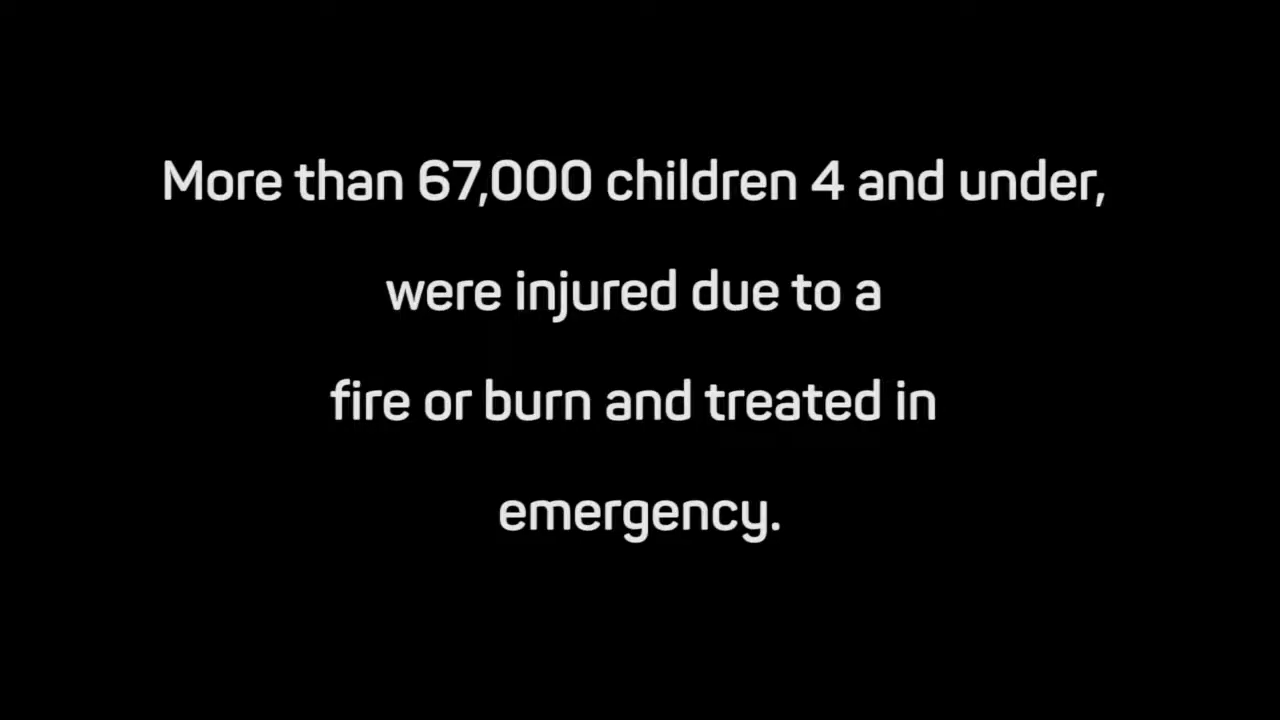 More than 67,000 children 4 and under,
were injured due to a
fire or burn and treated in
emergency.